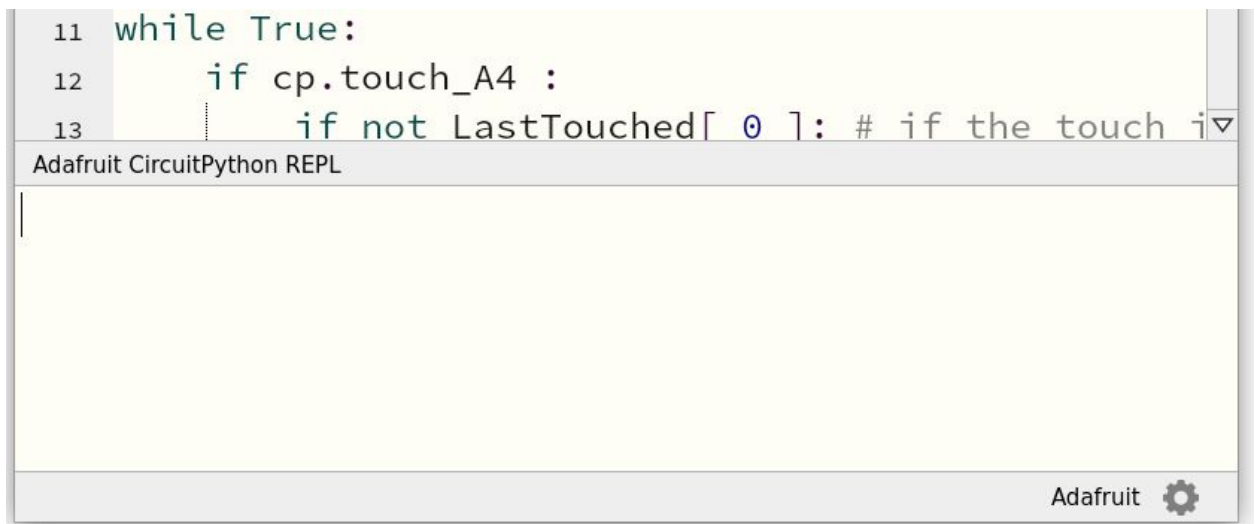 11 while True:
12 if cp.touch_A4 :
13 if not LastTouched[ 0 ]: # if the touch i
Adafruit CircuitPython REPL
Adafruit